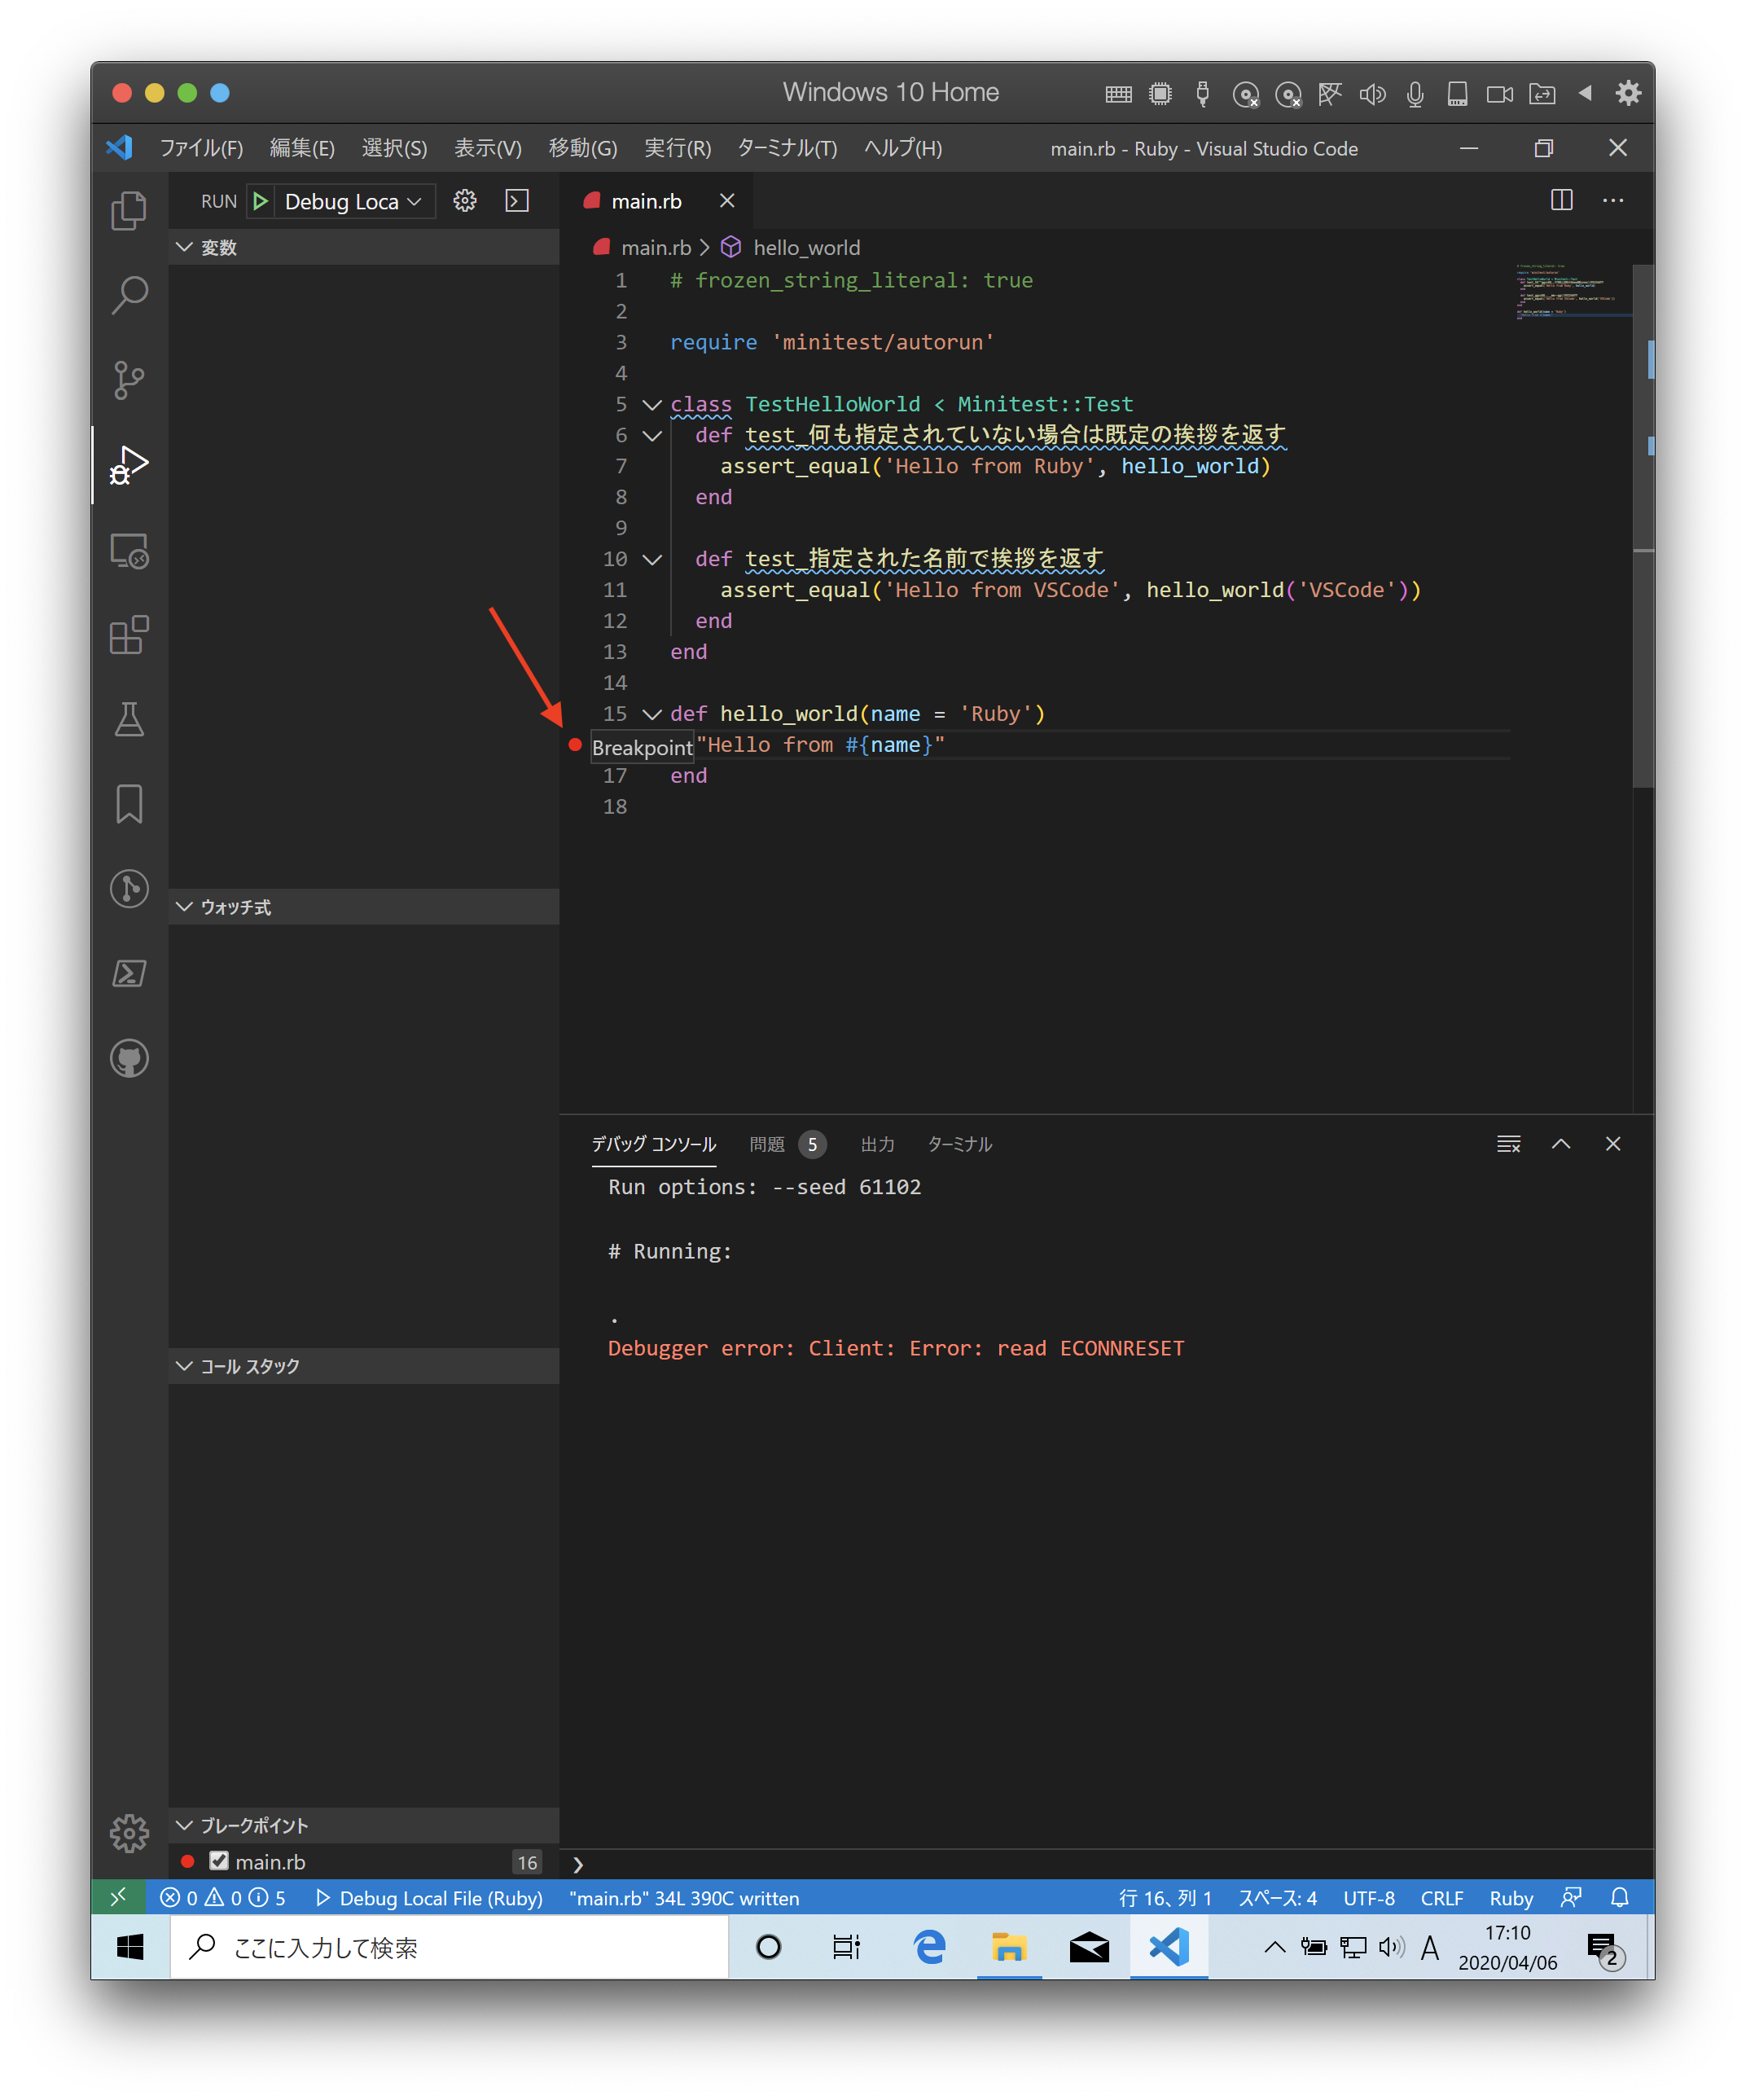 Windows 10 Home
ファイル(F) 編集(E) 選択(S) 表示(V) 移動(G) 実行(R) ターミナル(T) ヘルプ(H) main.rb - Ruby - Visual Studio Code
RUN Debug Loca
変数
ウォッチ式
コール スタック
ブレークポイント
main.rb 16
main.rb
main.rb > hello_world
1 # frozen_string_literal: true
2
3 require 'minitest/autorun'
4
5 class TestHelloWorld < Minitest::Test
6 def test_何も指定されていない場合は既定の挨拶を返す
7 assert_equal('Hello from Ruby', hello_world)
8 end
9
10 def test_指定された名前で挨拶を返す
11 assert_equal('Hello from VSCode', hello_world('VSCode'))
12 end
13 end
14
15 def hello_world(name = 'Ruby')
Breakpoint "Hello from #{name}"
17 end
18
デバッグ コンソール 問題 5 出力 ターミナル
Run options: --seed 61102
# Running:
.
Debugger error: Client: Error: read ECONNRESET
0 0 5 Debug Local File (Ruby) "main.rb" 34L 390C written 行 16、列 1 スペース: 4 UTF-8 CRLF Ruby
ここに入力して検索
A 17:10
2020/04/06
2